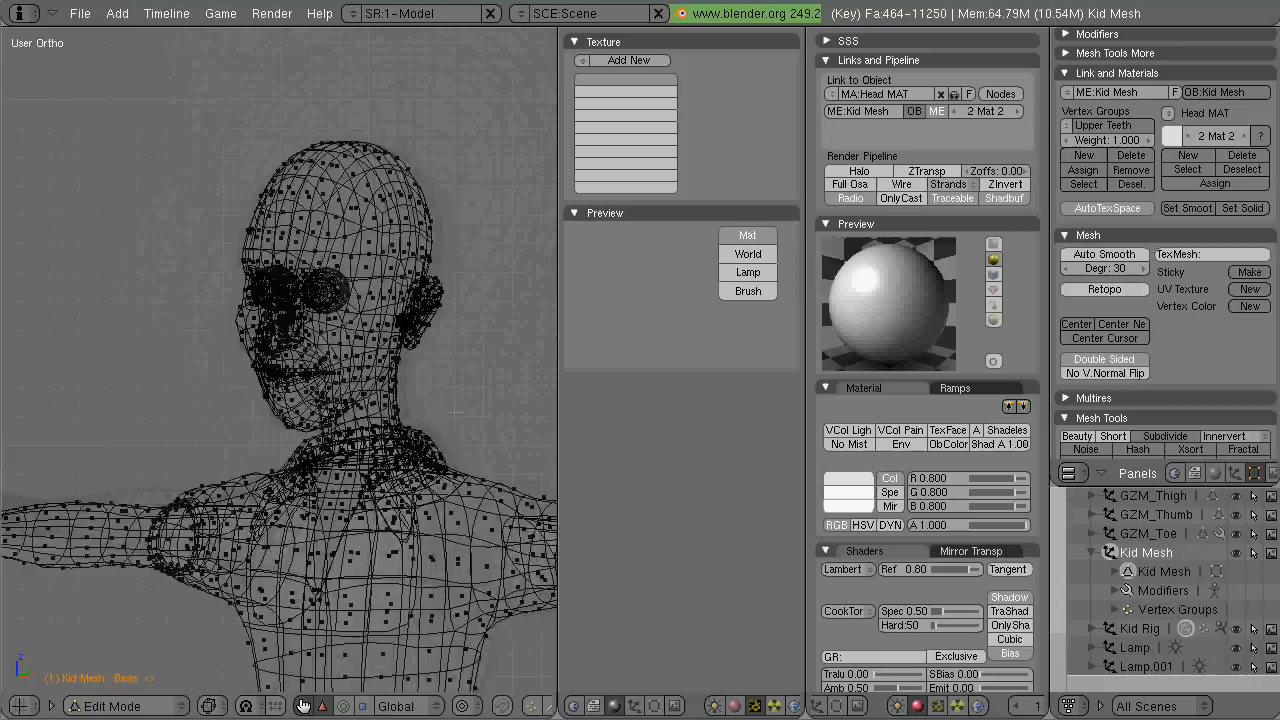 File Add Timeline Game Render Help SR:1-Model SCE:Scene www.blender.org 249.2 (Key) Fa:464-11250 | Mem:64.79M (10.54M) Kid Mesh
User Ortho
(1) Kid Mesh : Basis <>
Edit Mode Global
Texture
Add New
Preview
Mat
World
Lamp
Brush
SSS
Links and Pipeline
Link to Object
MA:Head MAT F Nodes
ME:Kid Mesh OB ME 2 Mat 2
Render Pipeline
Halo ZTransp Zoffs: 0.00
Full Osa Wire Strands ZInvert
Radio OnlyCast Traceable Shadbuf
Preview
Material Ramps
VCol Ligh VCol Pain TexFace A Shadeles
No Mist Env ObColor Shad A 1.00
Col R 0.800
Spe G 0.800
Mir B 0.800
RGB HSV DYN A 1.000
Shaders Mirror Transp
Lambert Ref 0.80 Tangent
Shadow
CookTor Spec 0.50 TraShad
Hard:50 OnlySha
Cubic
GR: Exclusive Bias
Tralu 0.00 SBias 0.00
Amb 0.50 Emit 0.00
1
Modifiers
Mesh Tools More
Link and Materials
ME:Kid Mesh F OB:Kid Mesh
Vertex Groups Head MAT
Upper Teeth
Weight: 1.000 2 Mat 2 ?
New Delete New Delete
Assign Remove Select Deselect
Select Desel. Assign
AutoTexSpace Set Smoot Set Solid
Mesh
Auto Smooth TexMesh:
Degr: 30 Sticky Make
Retopo UV Texture New
Vertex Color New
Center Center Ne
Center Cursor
Double Sided
No V.Normal Flip
Multires
Mesh Tools
Beauty Short Subdivide Innervert
Noise Hash Xsort Fractal
Panels
GZM_Thigh
GZM_Thumb
GZM_Toe
Kid Mesh
Kid Mesh
Modifiers
Vertex Groups
Kid Rig
Lamp
Lamp.001
All Scenes